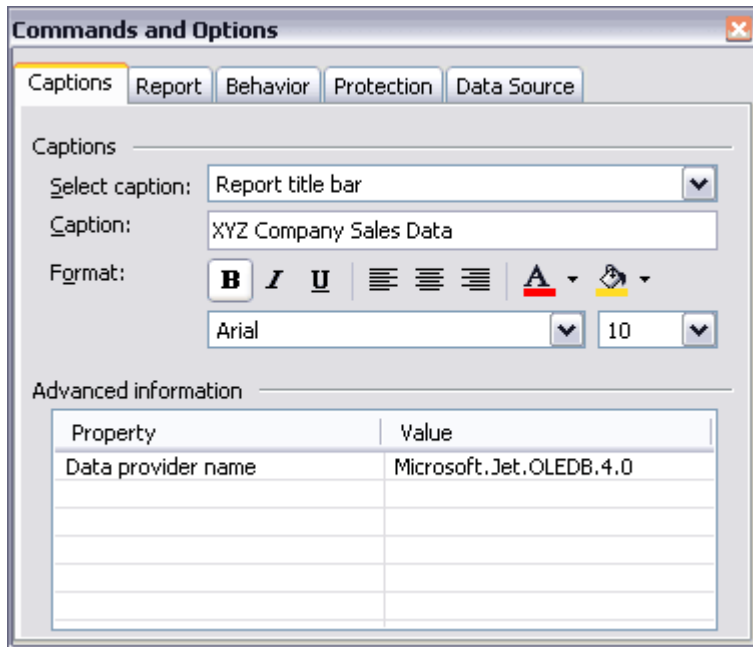 Commands and Options
Captions Report Behavior Protection Data Source
Captions
Select caption: Report title bar
Caption: XYZ Company Sales Data
Format: B I U A
Arial 10
Advanced information
Property Value
Data provider name Microsoft.Jet.OLEDB.4.0